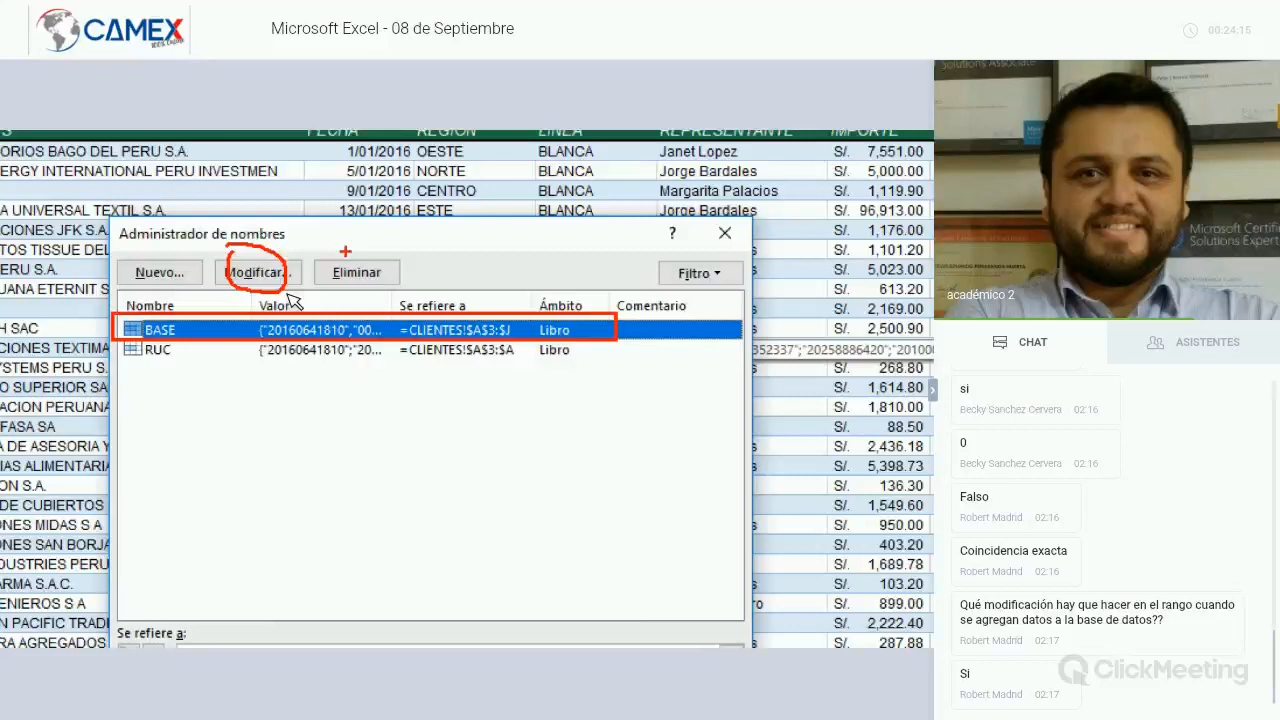 CAMEX
Microsoft Excel - 08 de Septiembre
00:24:15
FECHA REGION LINEA REPRESENTANTE IMPORTE
ORIOS BAGO DEL PERU S.A. 1/01/2016 OESTE BLANCA Janet Lopez S/. 7,551.00
ERGY INTERNATIONAL PERU INVESTMEN 5/01/2016 NORTE BLANCA Jorge Bardales S/. 5,000.00
9/01/2016 CENTRO BLANCA Margarita Palacios S/. 1,119.90
A UNIVERSAL TEXTIL S.A. 13/01/2016 ESTE BLANCA Jorge Bardales S/. 96,913.00
CIONES JFK S.A. S/. 1,176.00
TOS TISSUE DEL S/. 1,101.20
ERU S.A. S/. 5,023.00
UANA ETERNIT S S/. 613.20
S/. 2,169.00
H SAC S/. 2,500.90
CIONES TEXTIMA 352337";"20258886420";"20100
YSTEMS PERU S. S/. 268.80
O SUPERIOR SA S/. 1,614.80
ACION PERUANA S/. 1,810.00
FASA SA S/. 88.50
A DE ASESORIA Y S/. 2,436.18
IAS ALIMENTARIA S/. 5,398.73
ON S.A. S/. 136.30
DE CUBIERTOS S/. 1,549.60
ONES MIDAS S A S/. 950.00
ONES SAN BORJA S/. 403.20
DUSTRIES PERU S/. 1,689.78
ARMA S.A.C. S/. 103.20
ENIEROS S A ro S/. 899.00
N PACIFIC TRADI S/. 2,222.40
RA AGREGADOS S/. 287.88
Administrador de nombres ?
Nuevo... Modificar... Eliminar Filtro
Nombre Valor Se refiere a Ámbito Comentario
BASE {"20160641810","00... =CLIENTES!$A$3:$J Libro
RUC {"20160641810";"20... =CLIENTES!$A$3:$A Libro
Se refiere a:
Microsoft Certified
Solutions Expert
Solutions Associate
académico 2
CHAT ASISTENTES
si
Becky Sanchez Cervera 02:16
0
Becky Sanchez Cervera 02:16
Falso
Robert Madrid 02:16
Coincidencia exacta
Robert Madrid 02:16
Qué modificación hay que hacer en el rango cuando
se agregan datos a la base de datos??
Robert Madrid 02:17
Si
Robert Madrid 02:17
ClickMeeting